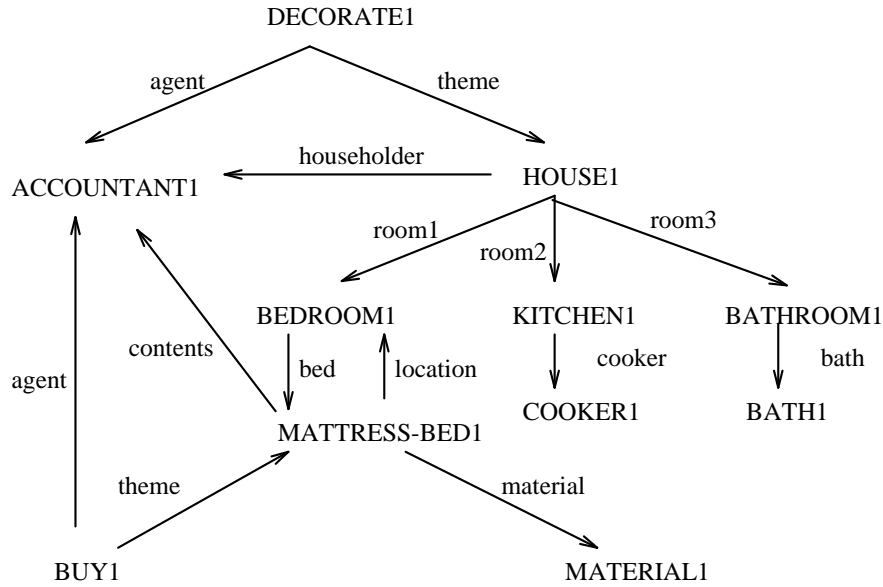 DECORATE1
agent
theme
householder
ACCOUNTANT1
HOUSE1
room1
room2
room3
BEDROOM1
KITCHEN1
BATHROOM1
contents
bed
location
cooker
bath
agent
COOKER1
BATH1
MATTRESS-BED1
theme
material
BUY1
MATERIAL1